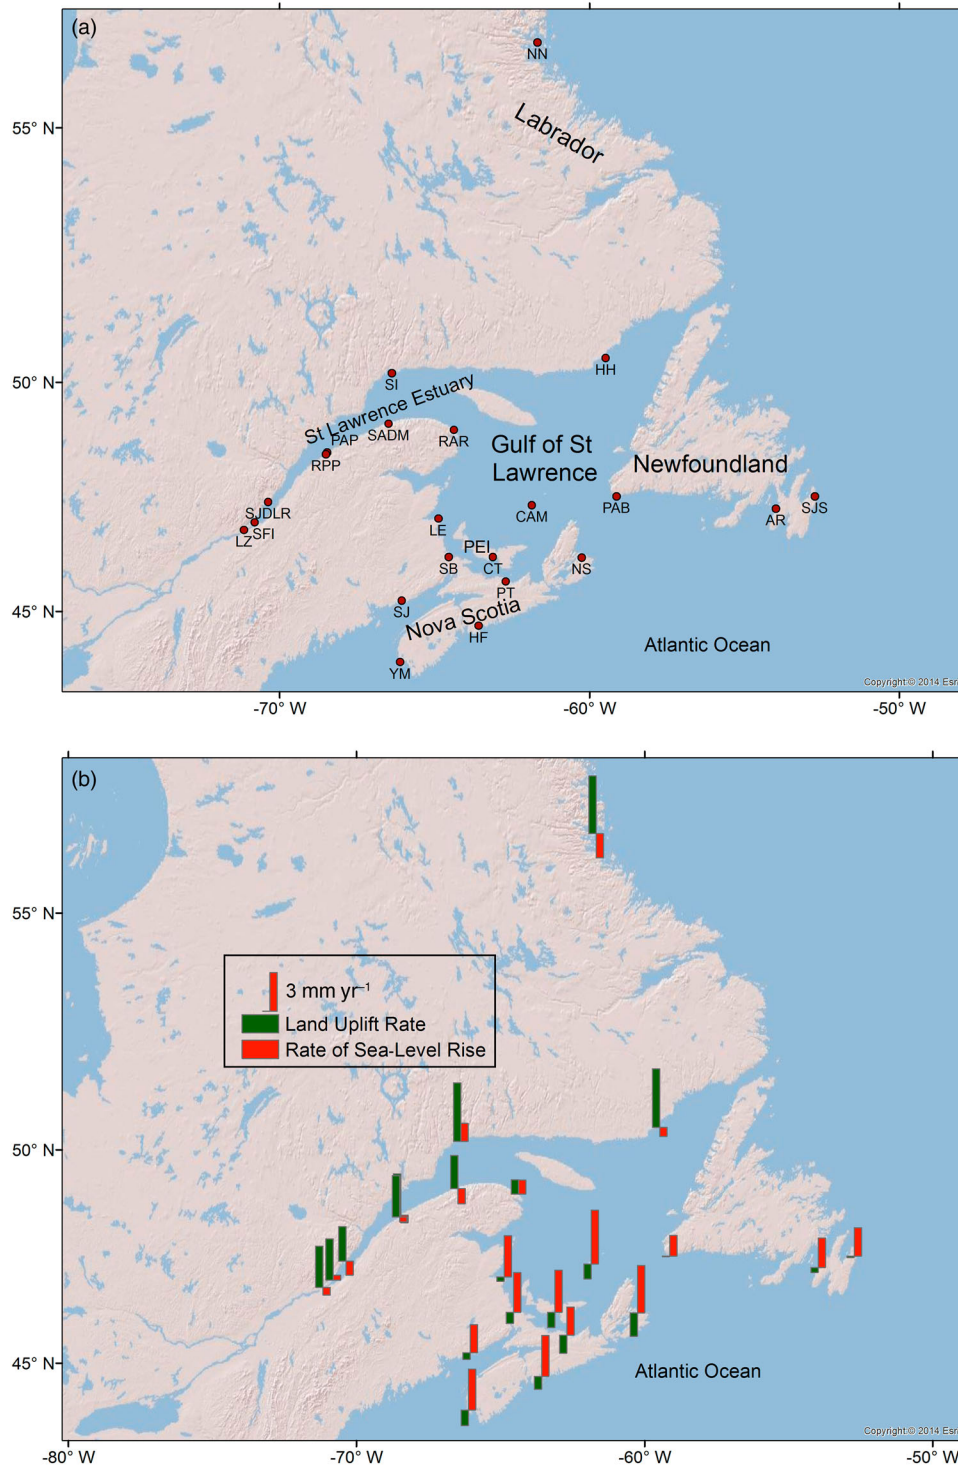 (a)
NN
55° N
Labrador
50° N
HH
SI
St Lawrence Estuary
SADM
RAR
PAP
RPP
Gulf of St
Lawrence
Newfoundland
SJDLR
SFI
LZ
LE
CAM
PAB
AR
SJS
PEI
SB
CT
NS
PT
45° N
SJ
Nova Scotia
HF
YM
Atlantic Ocean
Copyright:© 2014 Esri
-70° W
-60° W
-50° W
(b)
55° N
3 mm yr⁻¹
Land Uplift Rate
Rate of Sea-Level Rise
50° N
45° N
Atlantic Ocean
Copyright:© 2014 Esri
-80° W
-70° W
-60° W
-50° W